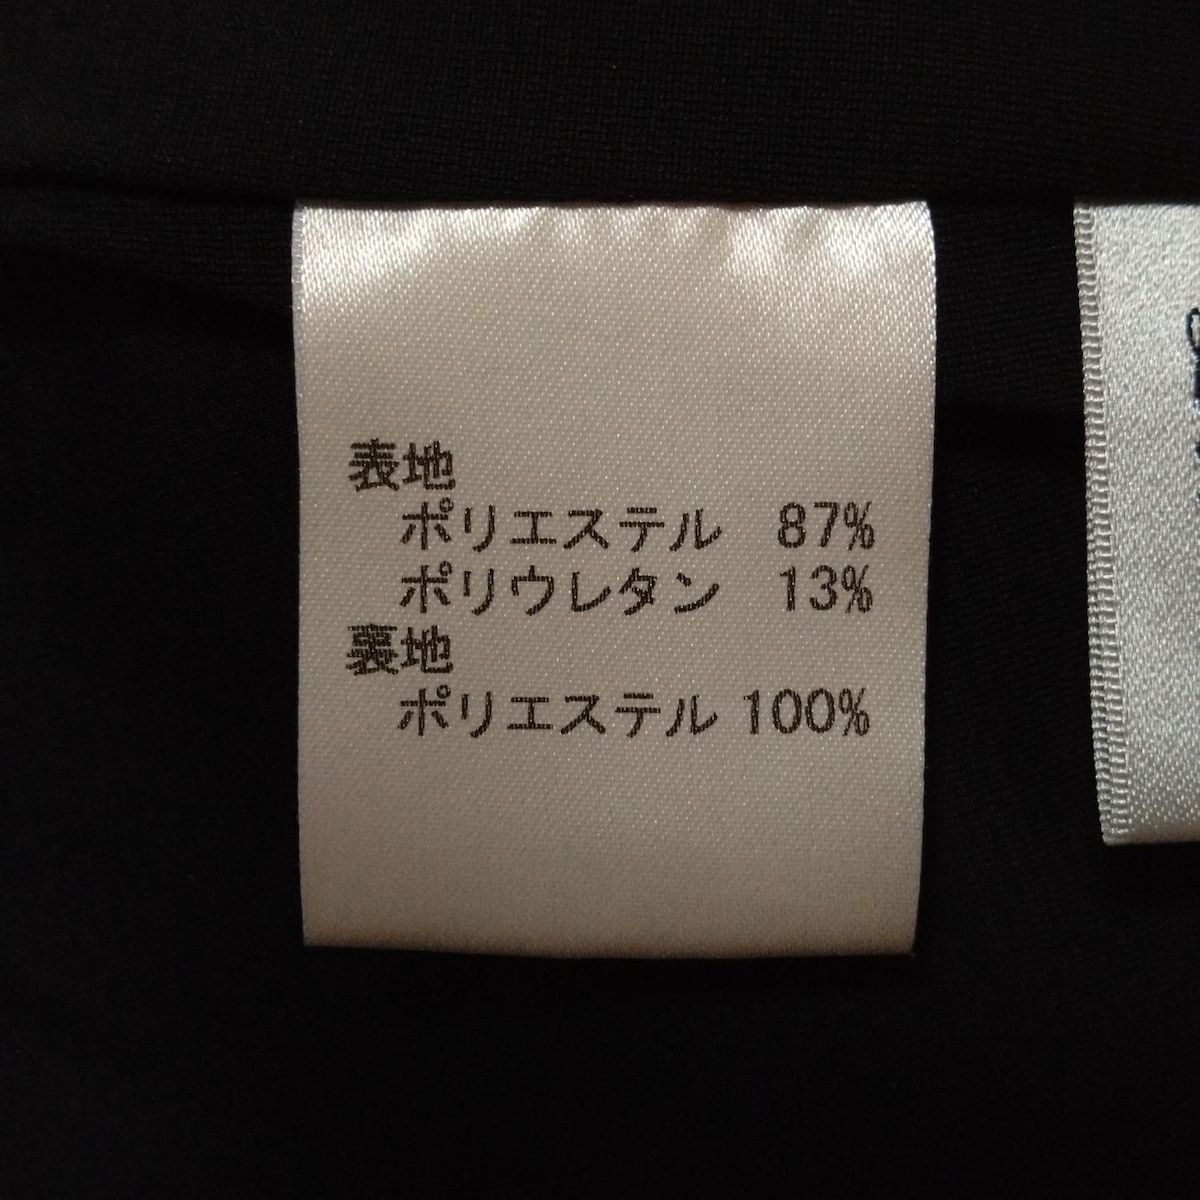 表地
ポリエステル 87%
ポリウレタン 13%
裏地
ポリエステル 100%